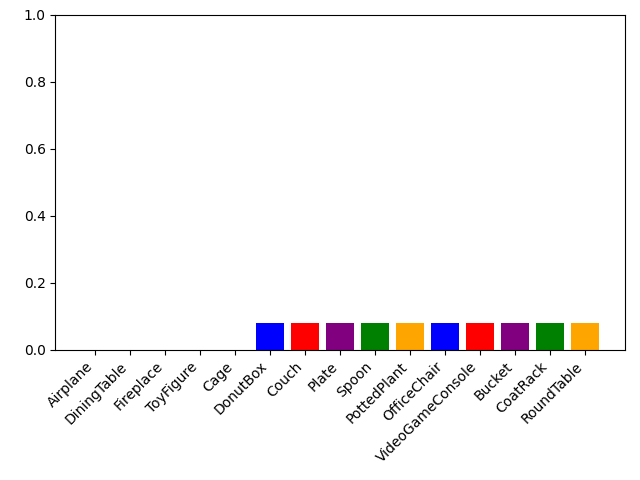 1.0
0.8
0.6
0.4
0.2
0.0
Airplane
DiningTable
Fireplace
ToyFigure
Cage
DonutBox
Couch
Plate
Spoon
PottedPlant
OfficeChair
VideoGameConsole
Bucket
CoatRack
RoundTable